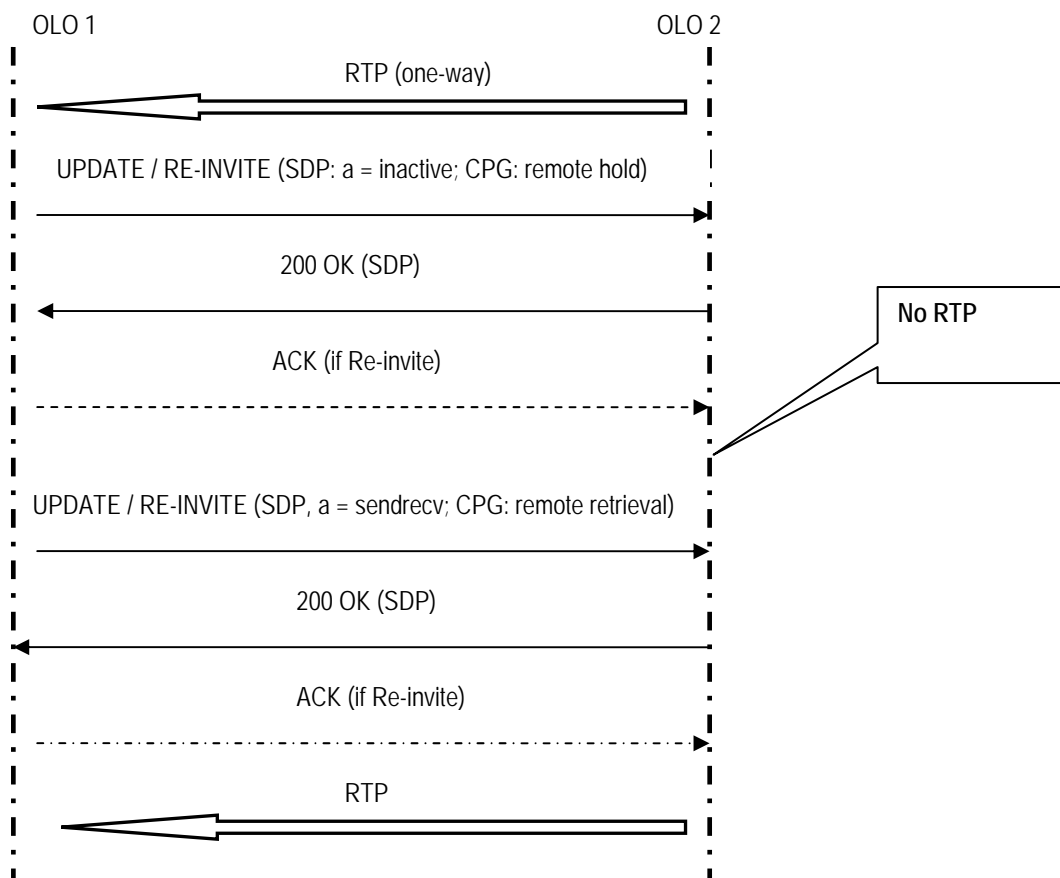 OLO 1
OLO 2
RTP (one-way)
UPDATE / RE-INVITE (SDP: a = inactive; CPG: remote hold)
200 OK (SDP)
No RTP
ACK (if Re-invite)
UPDATE / RE-INVITE (SDP, a = sendrecv; CPG: remote retrieval)
200 OK (SDP)
ACK (if Re-invite)
RTP